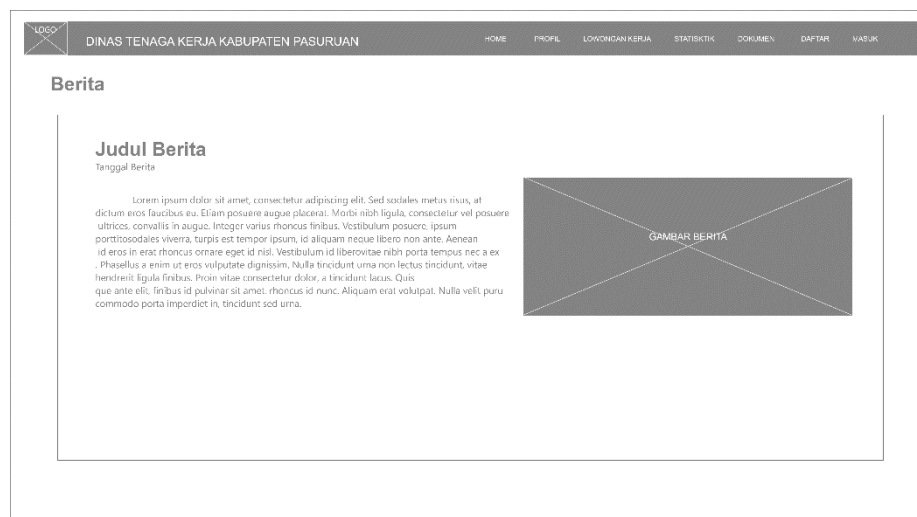 LOGO
DINAS TENAGA KERJA KABUPATEN PASURUAN
HOME PROFIL LOWONGAN KERJA STATISKTIK DOKUMEN DAFTAR MASUK
Berita
Judul Berita
Tanggal Berita
Lorem ipsum dolor sit amet, consectetur adipiscing elit. Sed sodales metus risus, at
dictum eros faucibus eu. Etiam posuere augue placerat. Morbi nibh ligula, consectetur vel posuere
ultrices, convallis in augue. Integer varius rhoncus finibus. Vestibulum posuere, ipsum
porttitosodales viverra, turpis est tempor ipsum, id aliquam neque libero non ante. Aenean
id eros in erat rhoncus ornare eget id nisl. Vestibulum id liberovitae nibh porta tempus nec a ex
. Phasellus a enim ut eros vulputate dignissim. Nulla tincidunt urna non lectus tincidunt, vitae
hendrerit ligula finibus. Proin vitae consectetur dolor, a tincidunt lacus. Quis
que ante elit, finibus id pulvinar sit amet, rhoncus id nunc. Aliquam erat volutpat. Nulla velit puru
commodo porta imperdiet in, tincidunt sed urna.
GAMBAR BERITA